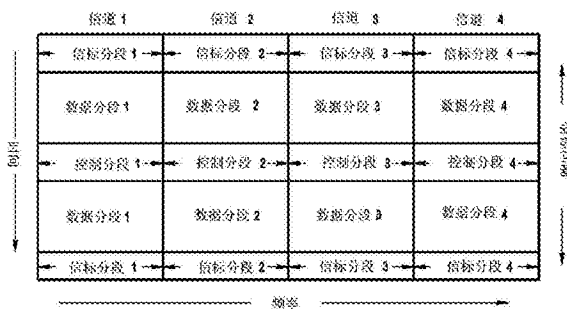 信道 1 信道 2 信道 3 信道 4
信标分段 1 信标分段 2 信标分段 3 信标分段 4
数据分段 1 数据分段 2 数据分段 3 数据分段 4
时间
控制分段 1 控制分段 2 控制分段 3 控制分段 4
数据分段 1 数据分段 2 数据分段 3 数据分段 4
信标分段 1 信标分段 2 信标分段 3 信标分段 4
频率